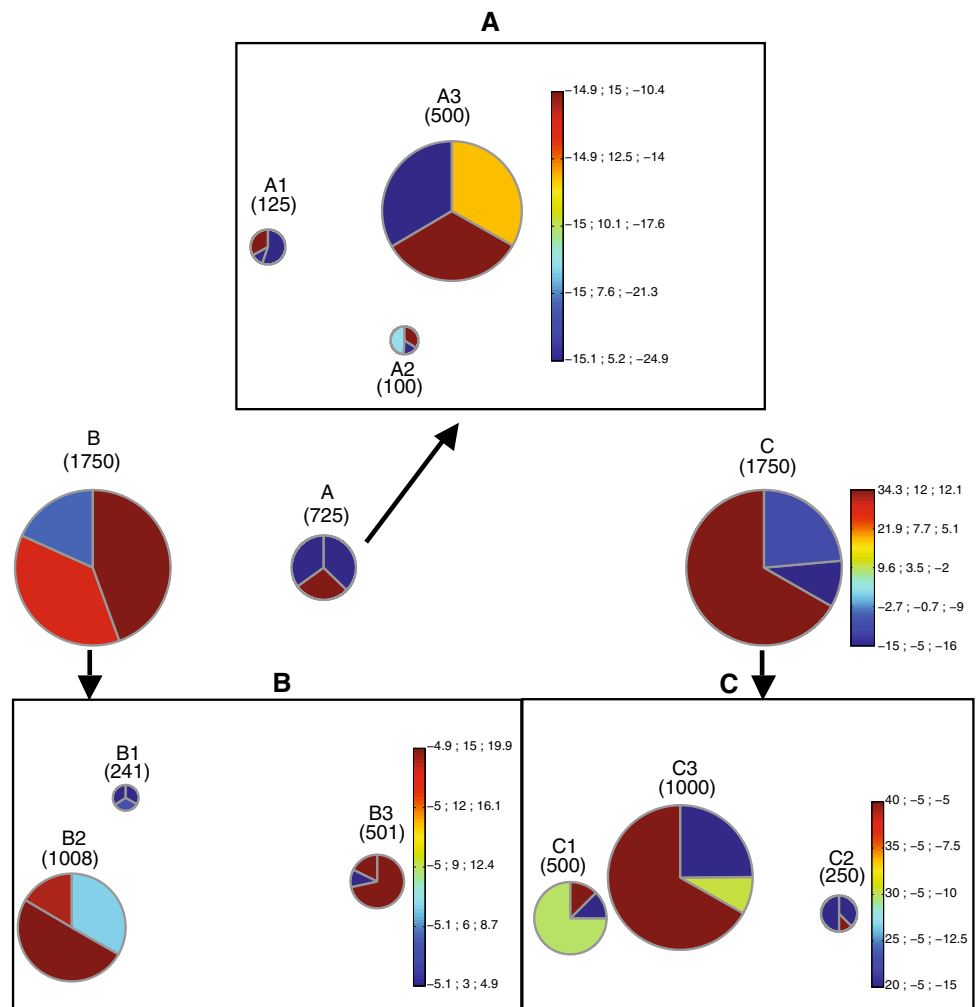 A
A3
(500)
A1
(125)
A2
(100)
−14.9 ; 15 ; −10.4
−14.9 ; 12.5 ; −14
−15 ; 10.1 ; −17.6
−15 ; 7.6 ; −21.3
−15.1 ; 5.2 ; −24.9
B
(1750)
A
(725)
C
(1750)
34.3 ; 12 ; 12.1
21.9 ; 7.7 ; 5.1
9.6 ; 3.5 ; −2
−2.7 ; −0.7 ; −9
−15 ; −5 ; −16
B
B1
(241)
B2
(1008)
B3
(501)
−4.9 ; 15 ; 19.9
−5 ; 12 ; 16.1
−5 ; 9 ; 12.4
−5.1 ; 6 ; 8.7
−5.1 ; 3 ; 4.9
C
C3
(1000)
C1
(500)
C2
(250)
40 ; −5 ; −5
35 ; −5 ; −7.5
30 ; −5 ; −10
25 ; −5 ; −12.5
20 ; −5 ; −15